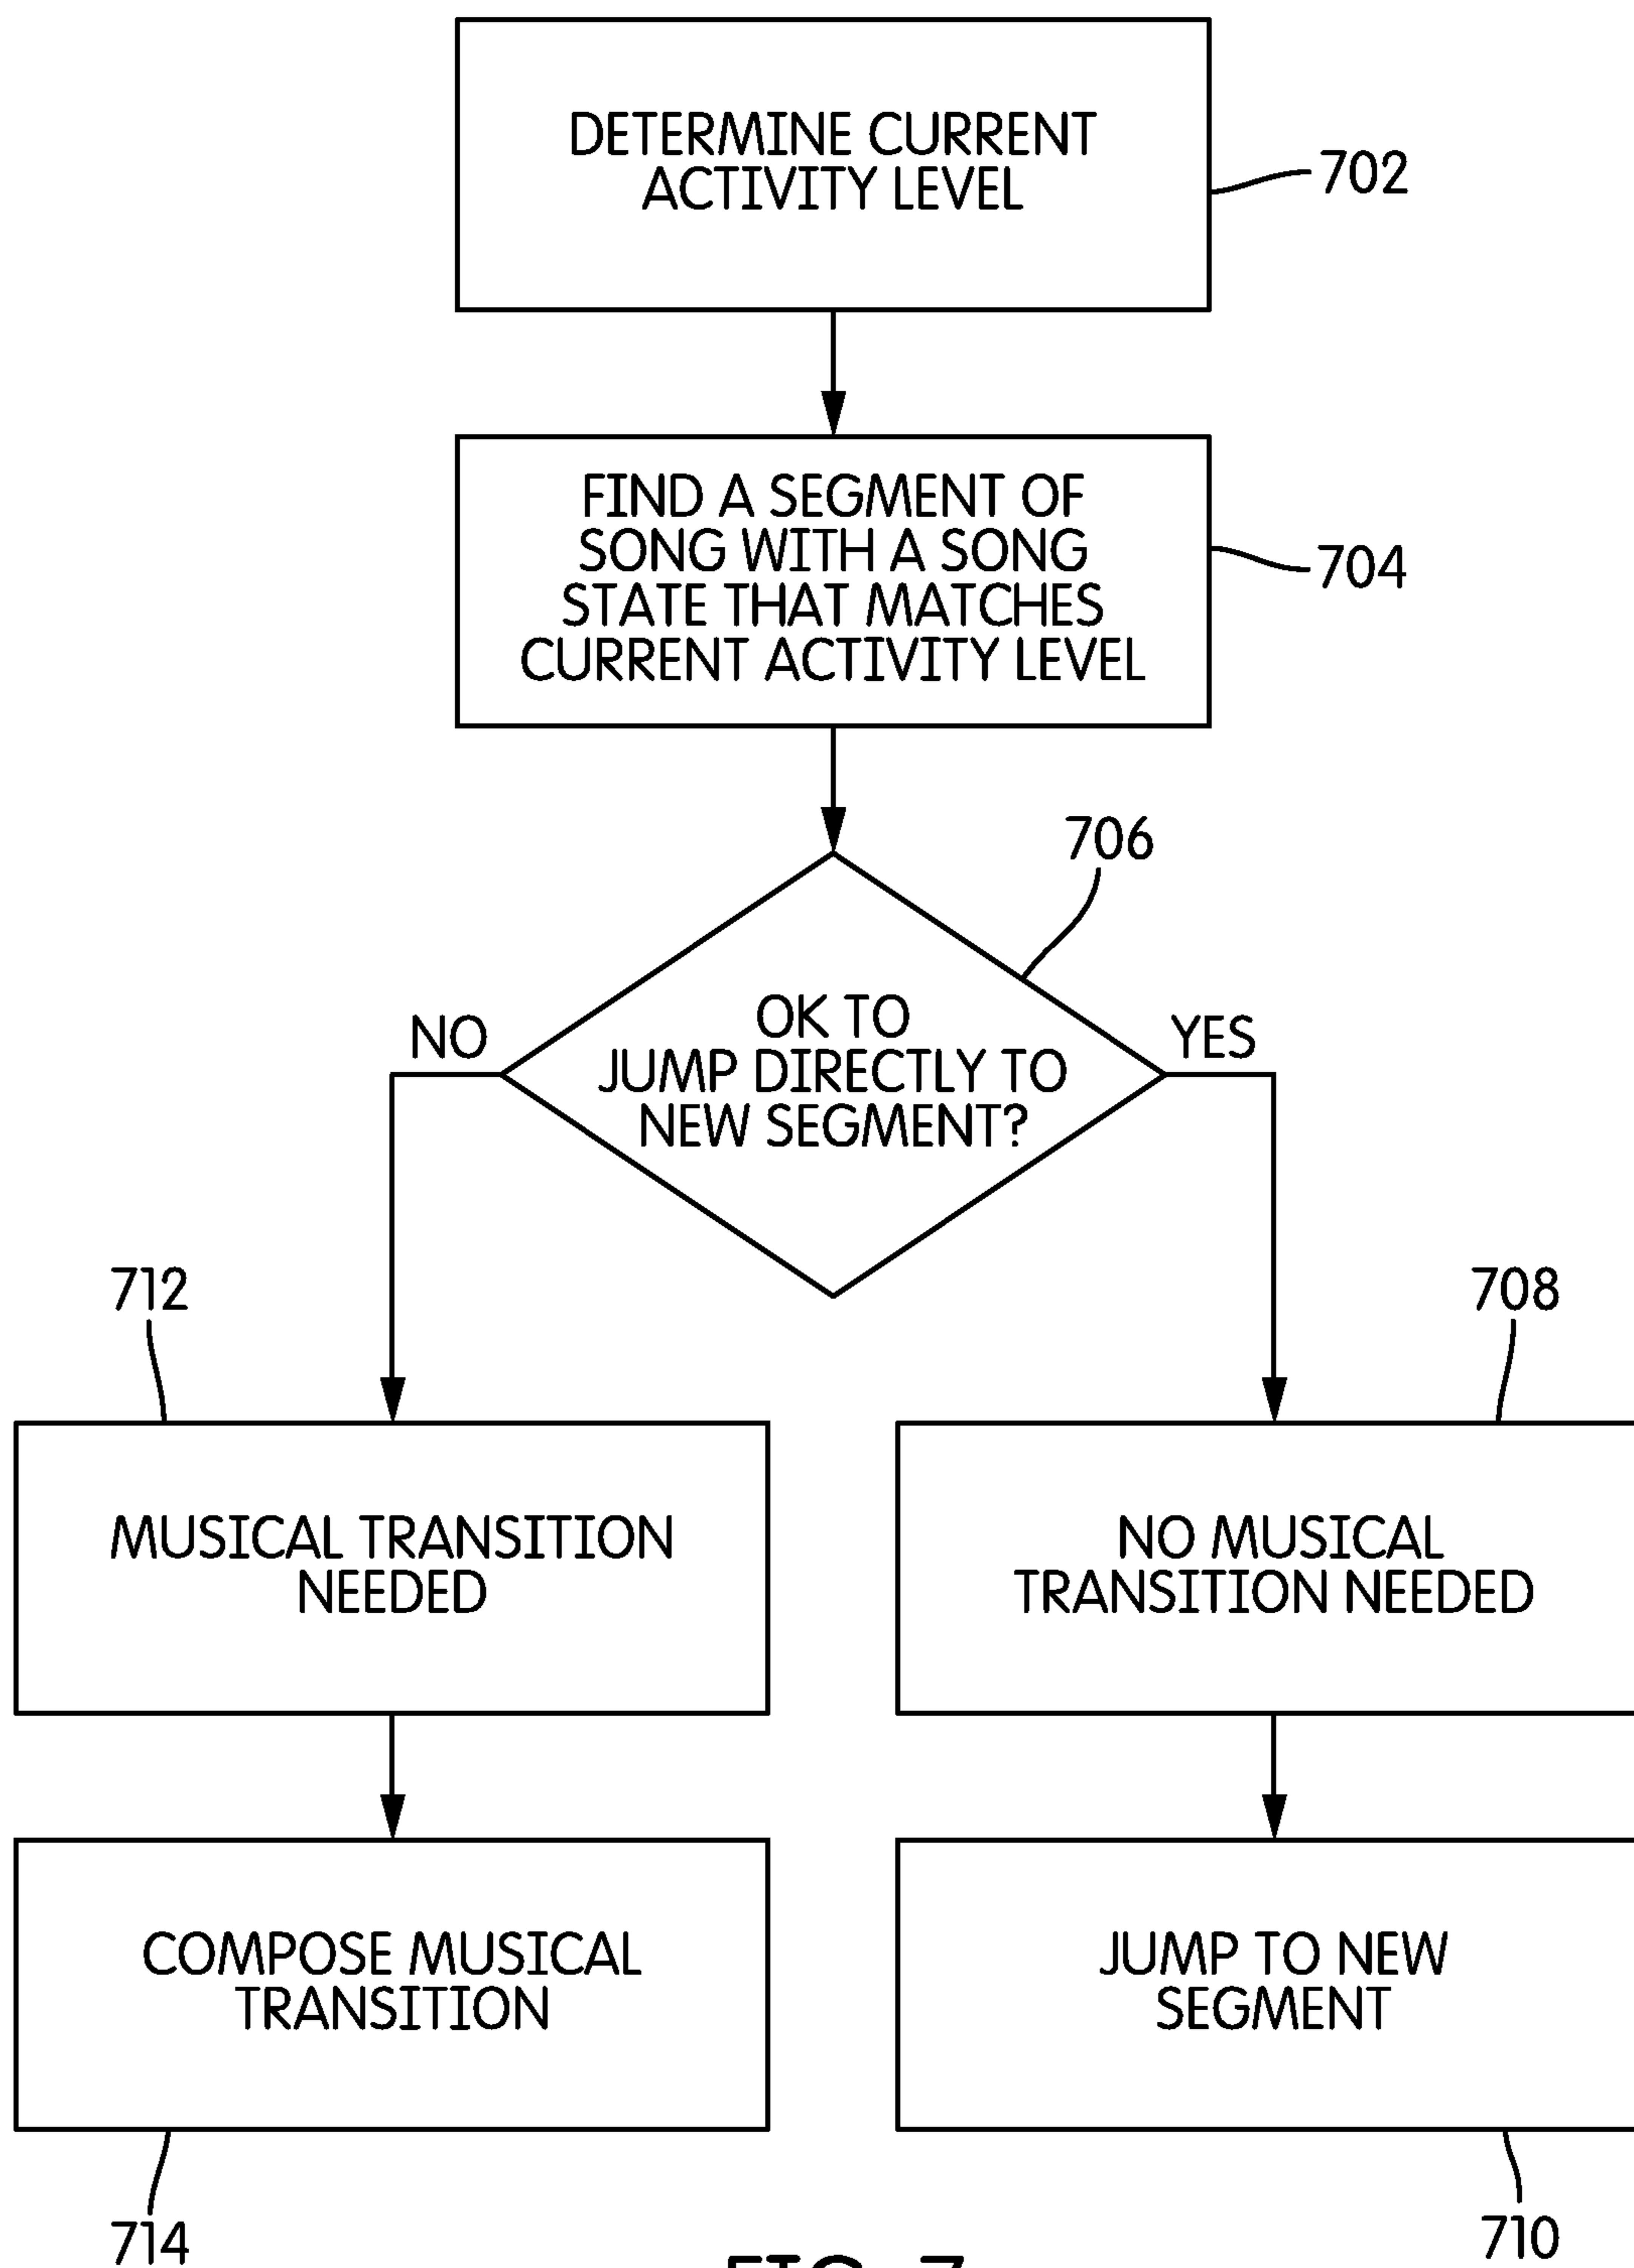 DETERMINE CURRENT
ACTIVITY LEVEL
702
FIND A SEGMENT OF
SONG WITH A SONG
STATE THAT MATCHES
CURRENT ACTIVITY LEVEL
704
706
OK TO
JUMP DIRECTLY TO
NEW SEGMENT?
NO
YES
712
708
MUSICAL TRANSITION
NEEDED
NO MUSICAL
TRANSITION NEEDED
COMPOSE MUSICAL
TRANSITION
JUMP TO NEW
SEGMENT
714
710
FIG. 7